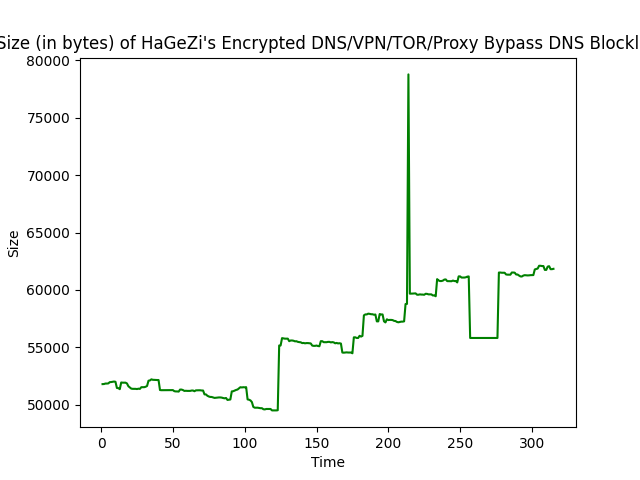 Size (in bytes) of HaGeZi's Encrypted DNS/VPN/TOR/Proxy Bypass DNS Blockl
80000
75000
70000
65000
60000
55000
50000
Size
0 50 100 150 200 250 300
Time